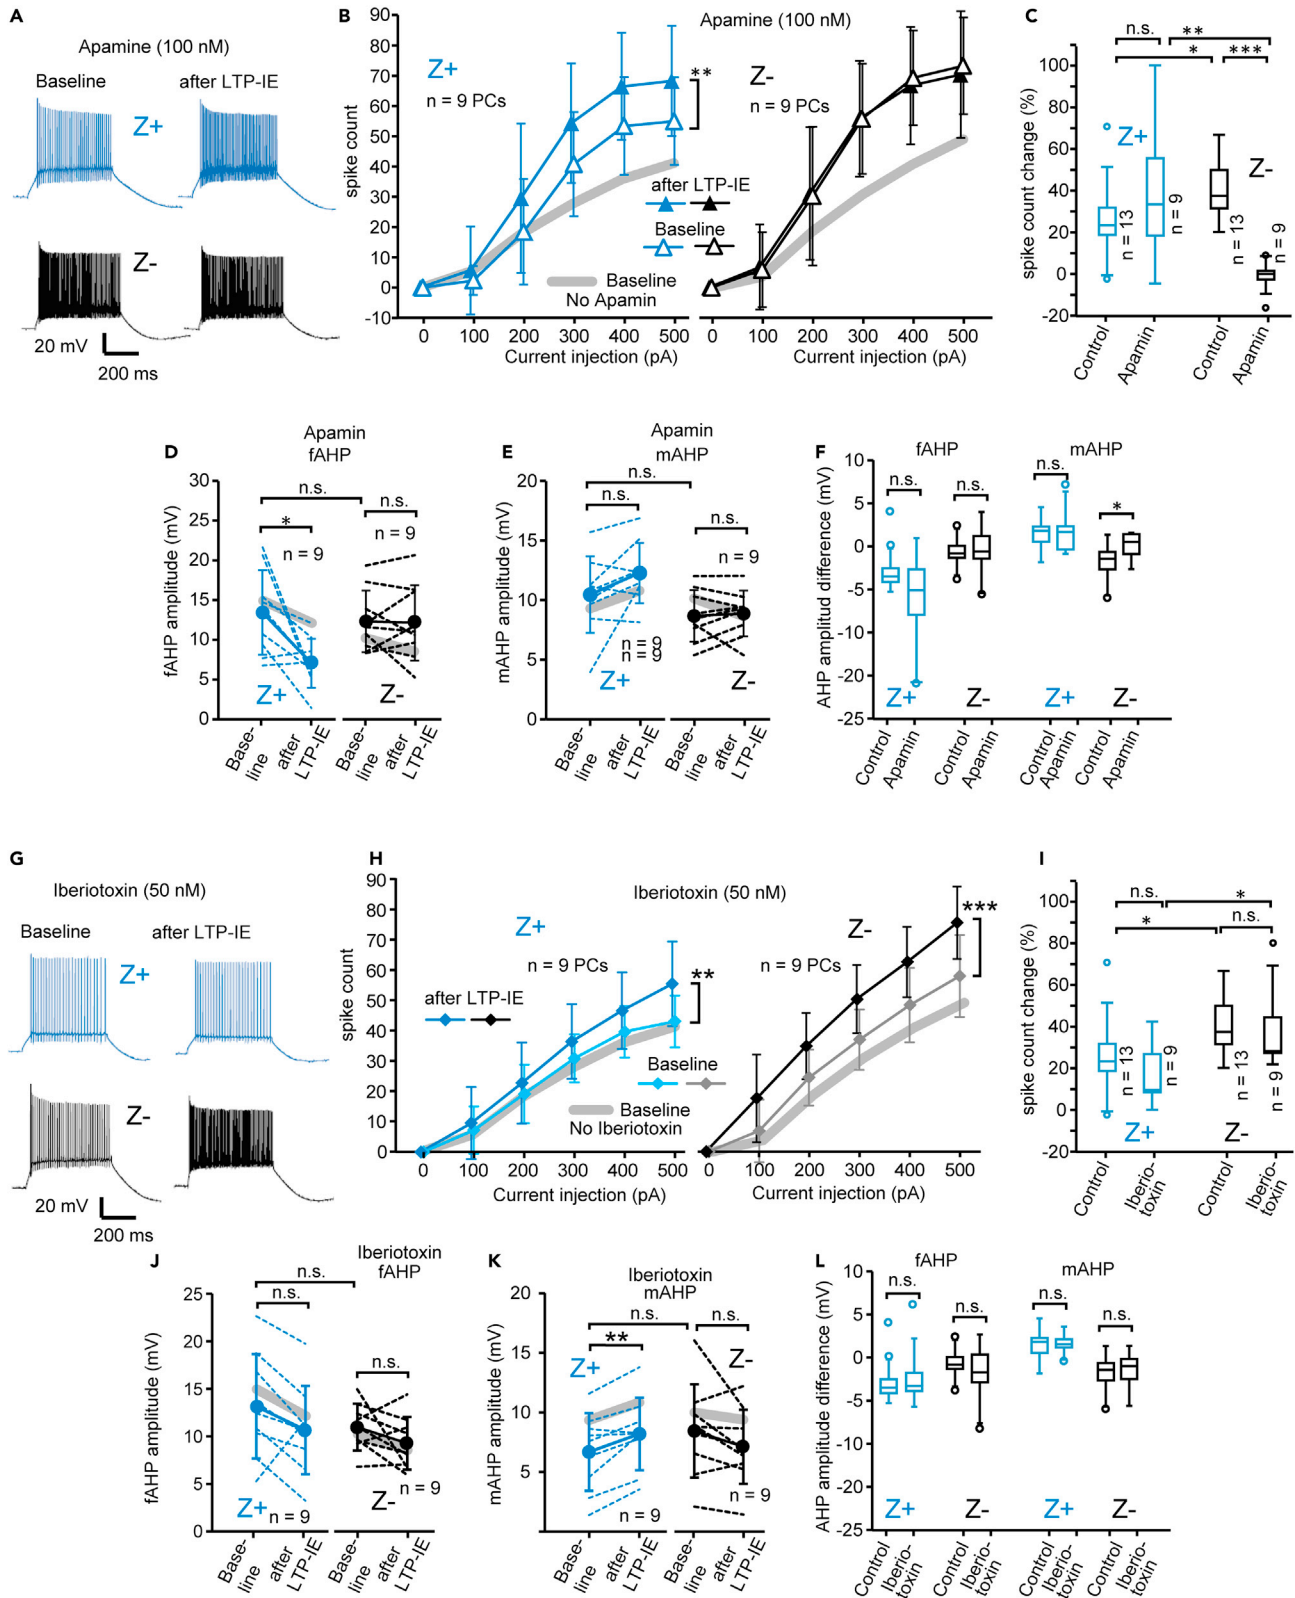 A
Apamine (100 nM)
Baseline
after LTP-IE
Z+
Z-
20 mV
200 ms
B
Apamine (100 nM)
spike count
80
70
60
50
40
30
20
10
0
-10
Z+
n = 9 PCs
**
Z-
n = 9 PCs
after LTP-IE
Baseline
Baseline
No Apamin
0 100 200 300 400 500
Current injection (pA)
0 100 200 300 400 500
Current injection (pA)
C
n.s.
**
*
***
spike count change (%)
100
80
60
40
20
0
-20
Z+
Z-
n = 13
n = 9
n = 13
n = 9
Control
Apamin
Control
Apamin
D
Apamin
fAHP
fAHP amplitude (mV)
30
25
20
15
10
5
0
n.s.
*
n.s.
n = 9
n = 9
Z+
Z-
Base-
line
after
LTP-IE
Base-
line
after
LTP-IE
E
Apamin
mAHP
mAHP amplitude (mV)
20
15
10
5
0
n.s.
n.s.
n.s.
n = 9
n = 9
n = 9
Z+
Z-
Base-
line
after
LTP-IE
Base-
line
after
LTP-IE
F
fAHP
mAHP
AHP amplitud difference (mV)
10
5
0
-5
-10
-15
-20
-25
n.s.
n.s.
n.s.
*
Z+
Z-
Z+
Z-
Control
Apamin
Control
Apamin
Control
Apamin
Control
Apamin
G
Iberiotoxin (50 nM)
Baseline
after LTP-IE
Z+
Z-
20 mV
200 ms
H
Iberiotoxin (50 nM)
spike count
90
80
70
60
50
40
30
20
10
0
Z+
n = 9 PCs
**
Z-
n = 9 PCs
***
after LTP-IE
Baseline
Baseline
No Iberiotoxin
0 100 200 300 400 500
Current injection (pA)
0 100 200 300 400 500
Current injection (pA)
I
n.s.
*
*
n.s.
spike count change (%)
100
80
60
40
20
0
-20
n = 13
n = 9
n = 13
n = 9
Z+
Z-
Control
Iberio-
toxin
Control
Iberio-
toxin
J
Iberiotoxin
fAHP
fAHP amplitude (mV)
25
20
15
10
5
0
n.s.
n.s.
n.s.
Z+
n = 9
Z-
n = 9
Base-
line
after
LTP-IE
Base-
line
after
LTP-IE
K
Iberiotoxin
mAHP
mAHP amplitude (mV)
20
15
10
5
n.s.
**
n.s.
Z+
Z-
n = 9
n = 9
Base-
line
after
LTP-IE
Base-
line
after
LTP-IE
L
fAHP
mAHP
AHP amplitude difference (mV)
10
5
0
-5
-10
-20
-20
-25
n.s.
n.s.
n.s.
n.s.
Z+
Z-
Z+
Z-
Control
Iberio-
toxin
Control
Iberio-
toxin
Control
Iberio-
toxin
Control
Iberio-
toxin